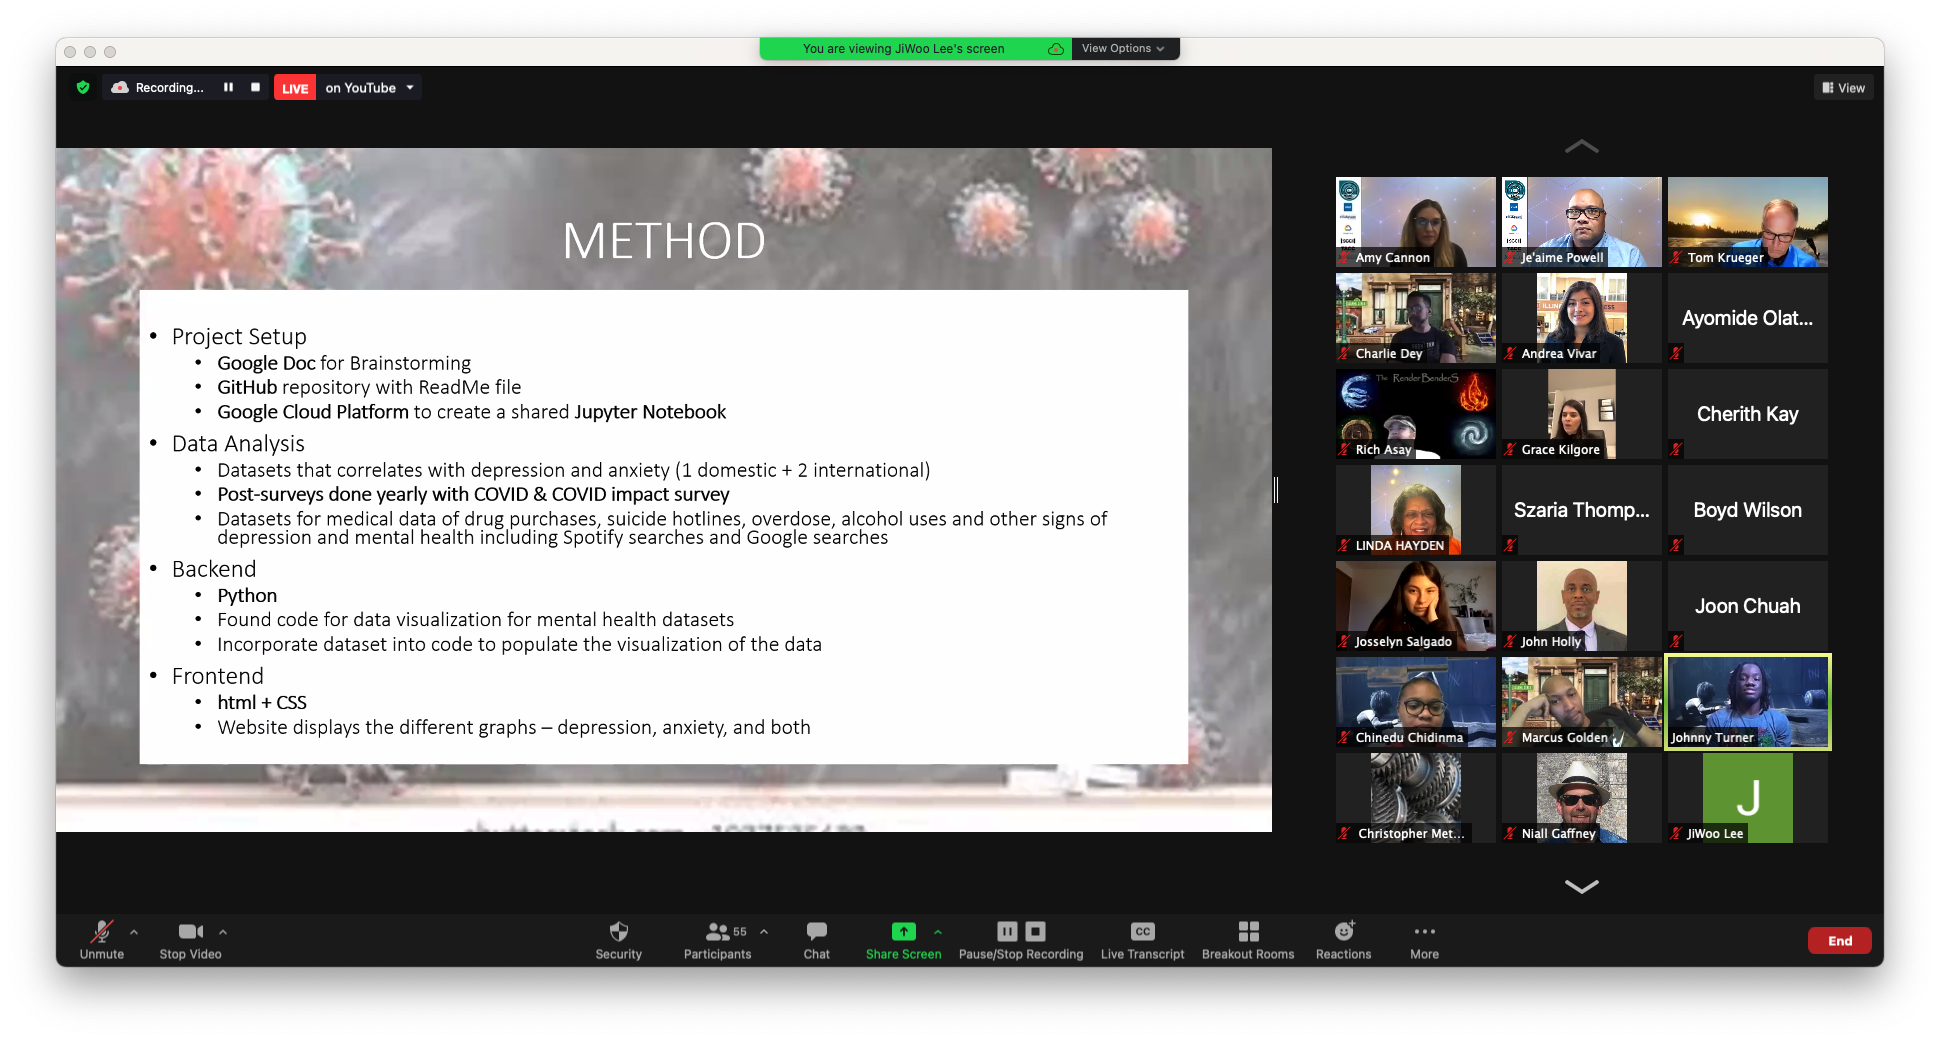 You are viewing JiWoo Lee's screen
View Options
Recording...
LIVE
on YouTube
View
METHOD
• Project Setup
• Google Doc for Brainstorming
• GitHub repository with ReadMe file
• Google Cloud Platform to create a shared Jupyter Notebook
• Data Analysis
• Datasets that correlates with depression and anxiety (1 domestic + 2 international)
• Post-surveys done yearly with COVID & COVID impact survey
• Datasets for medical data of drug purchases, suicide hotlines, overdose, alcohol uses and other signs of
depression and mental health including Spotify searches and Google searches
• Backend
• Python
• Found code for data visualization for mental health datasets
• Incorporate dataset into code to populate the visualization of the data
• Frontend
• html + CSS
• Website displays the different graphs – depression, anxiety, and both
Amy Cannon
Je'aime Powell
Tom Krueger
Charlie Dey
Andrea Vivar
Ayomide Olat...
The RenderBenderS
Rich Asay
Grace Kilgore
Cherith Kay
LINDA HAYDEN
Szaria Thomp...
Boyd Wilson
Josselyn Salgado
John Holly
Joon Chuah
Chinedu Chidinma
Marcus Golden
Johnny Turner
Christopher Met...
Niall Gaffney
J
JiWoo Lee
Unmute
Stop Video
Security
55
Participants
Chat
Share Screen
Pause/Stop Recording
CC
Live Transcript
Breakout Rooms
Reactions
More
End